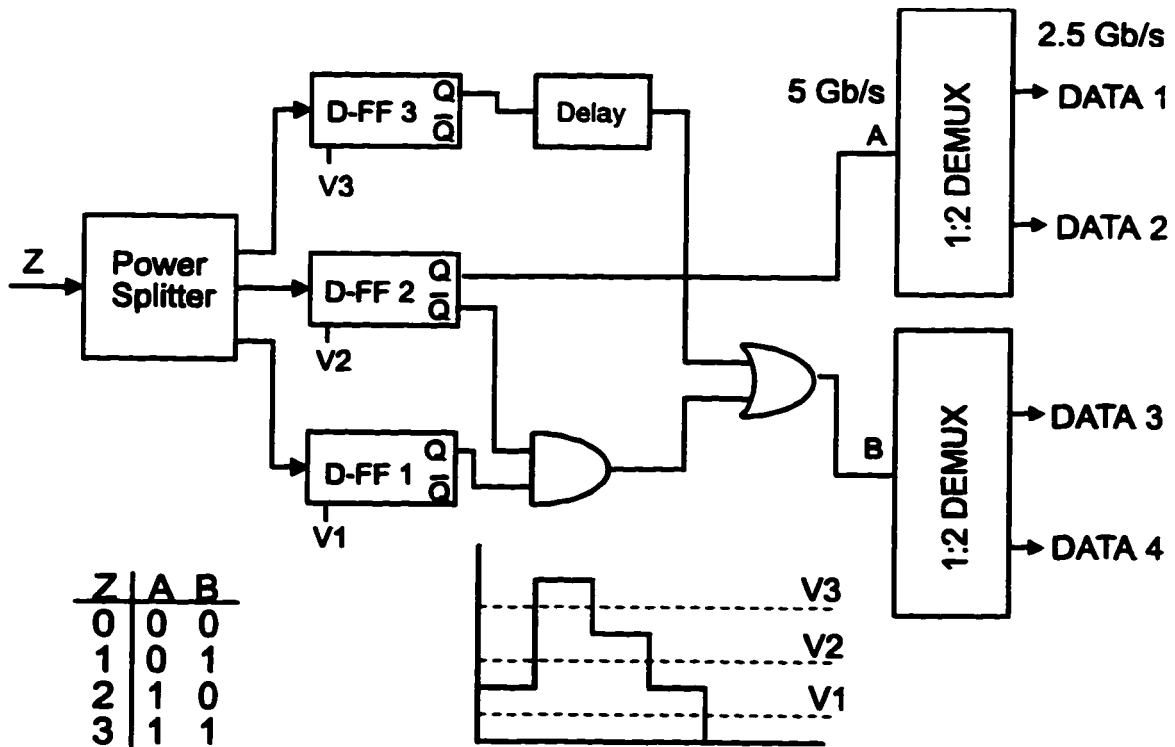 2.5 Gb/s
5 Gb/s
DATA 1
D-FF 3
Q
Q̅
Delay
A
1:2 DEMUX
V3
DATA 2
Z
Power
Splitter
D-FF 2
Q
Q̅
V2
DATA 3
D-FF 1
Q
Q̅
B
1:2 DEMUX
V1
DATA 4
Z A B
0 0 0
1 0 1
2 1 0
3 1 1
V3
V2
V1